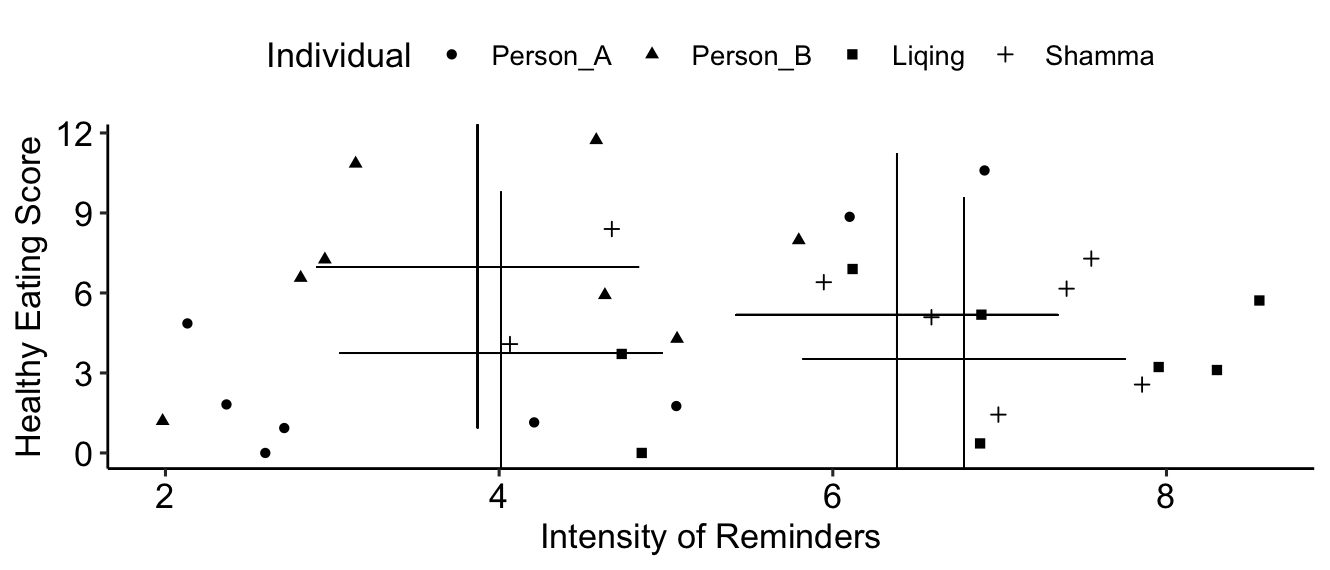 Individual Person_A Person_B Liqing Shamma
12
9
6
3
0
Healthy Eating Score
2 4 6 8
Intensity of Reminders